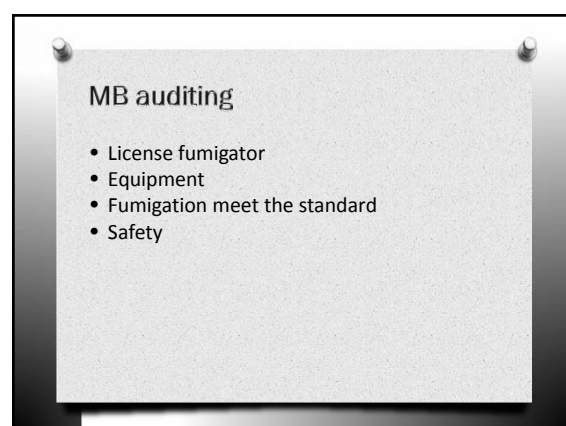 MB auditing
• License fumigator
• Equipment
• Fumigation meet the standard
• Safety